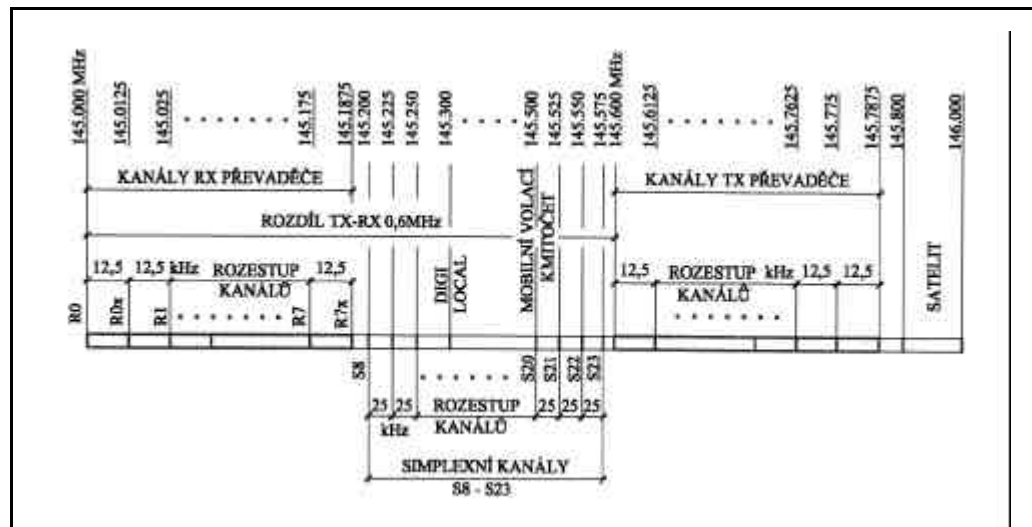 145.000 MHz
145.0125
145.025
145.175
145.1875
145.200
145.225
145.250
145.300
145.500
145.525
145.550
145.575
145.600 MHz
145.6125
145.7625
145.775
145.7875
145.800
146.000
KANÁLY RX PŘEVADĚČE
KANÁLY TX PŘEVADĚČE
ROZDÍL TX-RX 0,6MHz
12,5
12,5 kHz
ROZESTUP
KANÁLŮ
12,5
DIGI
LOCAL
MOBILNÍ VOLACÍ
KMITOČET
12,5
ROZESTUP kHz
KANÁLŮ
12,5
12,5
SATELIT
R0
R0x
R1
R7
R7x
S8
S20
S21
S22
S23
25
25
kHz
ROZESTUP
KANÁLŮ
25
25
25
SIMPLEXNÍ KANÁLY
S8 - S23